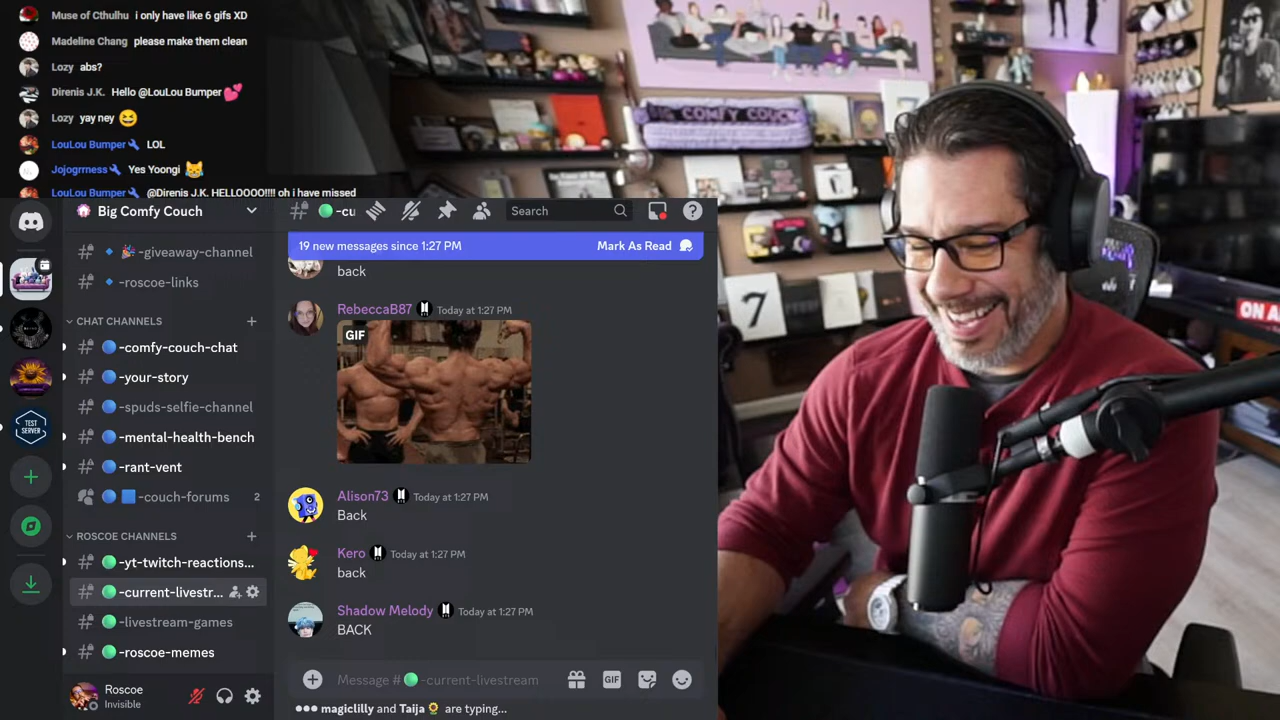 Muse of Cthulhu i only have like 6 gifs XD
Madeline Chang please make them clean
Lozy abs?
Direnis J.K. Hello @LouLou Bumper💕
Lozy yay ney 😆
LouLou Bumper🔧 LOL
Jojogrmess🔧 Yes Yoongi 😼
LouLou Bumper🔧 @Direnis J.K. HELLOOOO!!!! oh i have missed
Big Comfy Couch
-cu
Search
19 new messages since 1:27 PM Mark As Read
-giveaway-channel
-roscoe-links
CHAT CHANNELS
-comfy-couch-chat
-your-story
-spuds-selfie-channel
-mental-health-bench
-rant-vent
-couch-forums 2
ROSCOE CHANNELS
-yt-twitch-reactions...
-current-livestr...
-livestream-games
-roscoe-memes
Roscoe
Invisible
TEST
SERVER
back
RebeccaB87 Today at 1:27 PM
GIF
Alison73 Today at 1:27 PM
Back
Kero Today at 1:27 PM
back
Shadow Melody Today at 1:27 PM
BACK
Message # -current-livestream
GIF
magiclilly and Taija🌻 are typing...
BIG COMFY COUCH
7
ON A